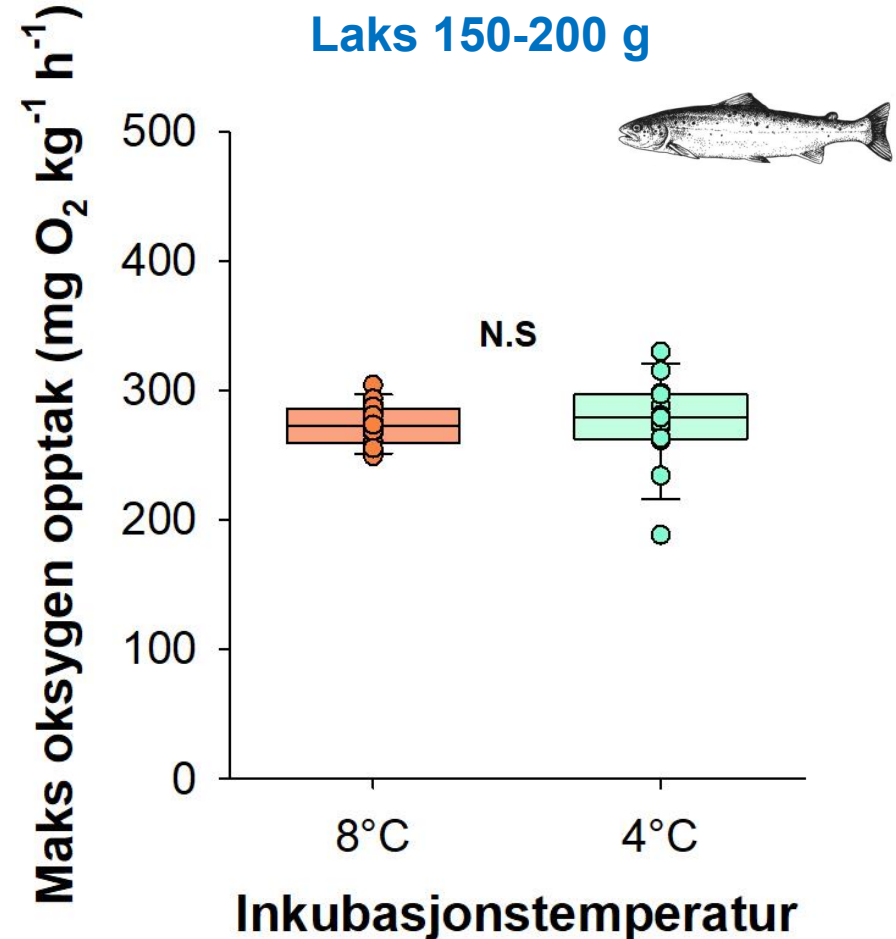 Laks 150-200 g
Maks oksygen opptak (mg O₂ kg⁻¹ h⁻¹)
500
400
300
200
100
0
N.S
8°C
4°C
Inkubasjonstemperatur